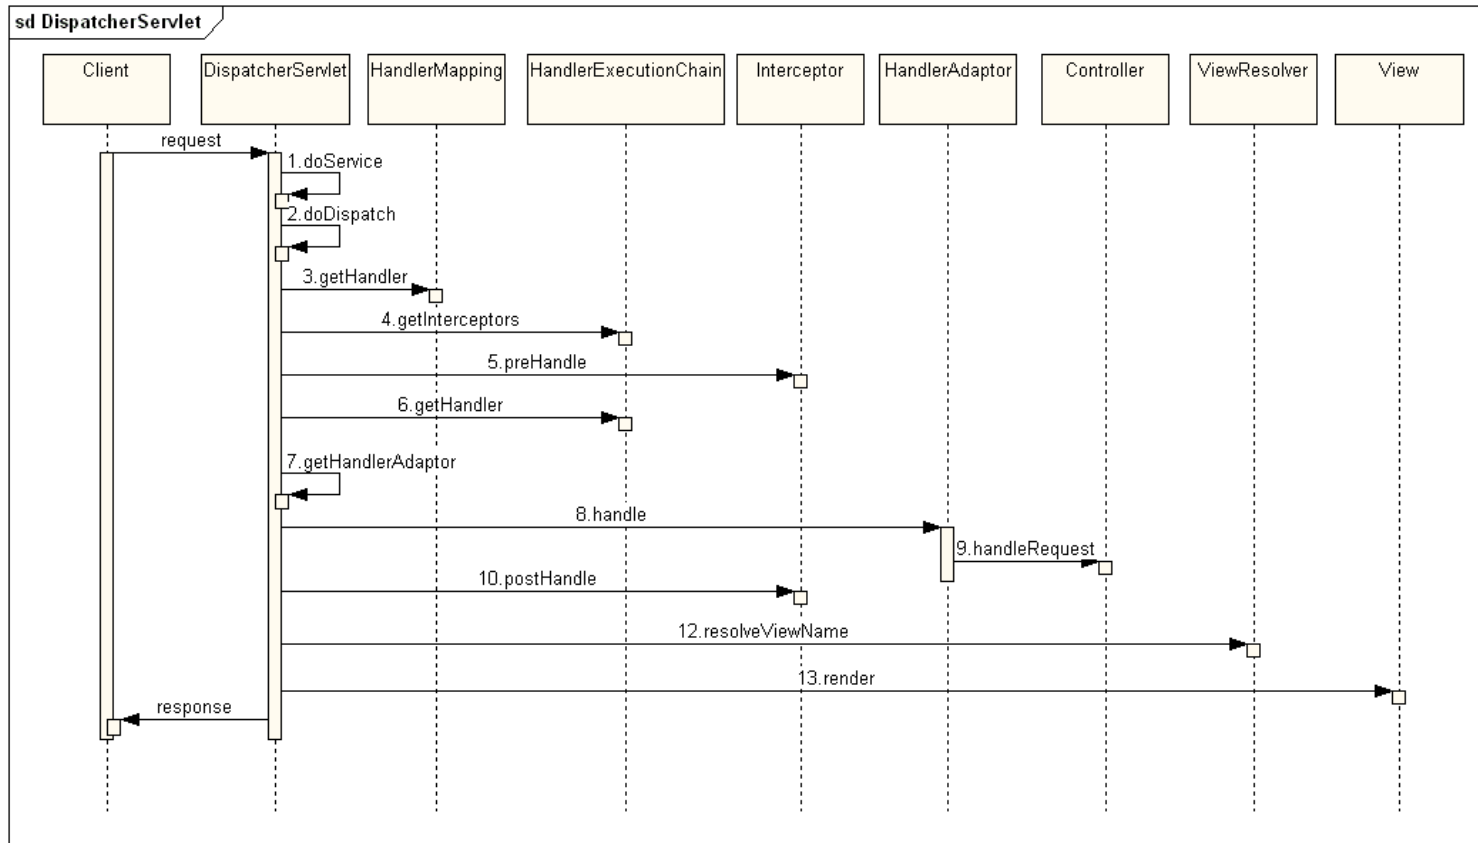 sd DispatcherServlet
Client DispatcherServlet HandlerMapping HandlerExecutionChain Interceptor HandlerAdaptor Controller ViewResolver View
request
1.doService
2.doDispatch
3.getHandler
4.getInterceptors
5.preHandle
6.getHandler
7.getHandlerAdaptor
8.handle
9.handleRequest
10.postHandle
12.resolveViewName
13.render
response